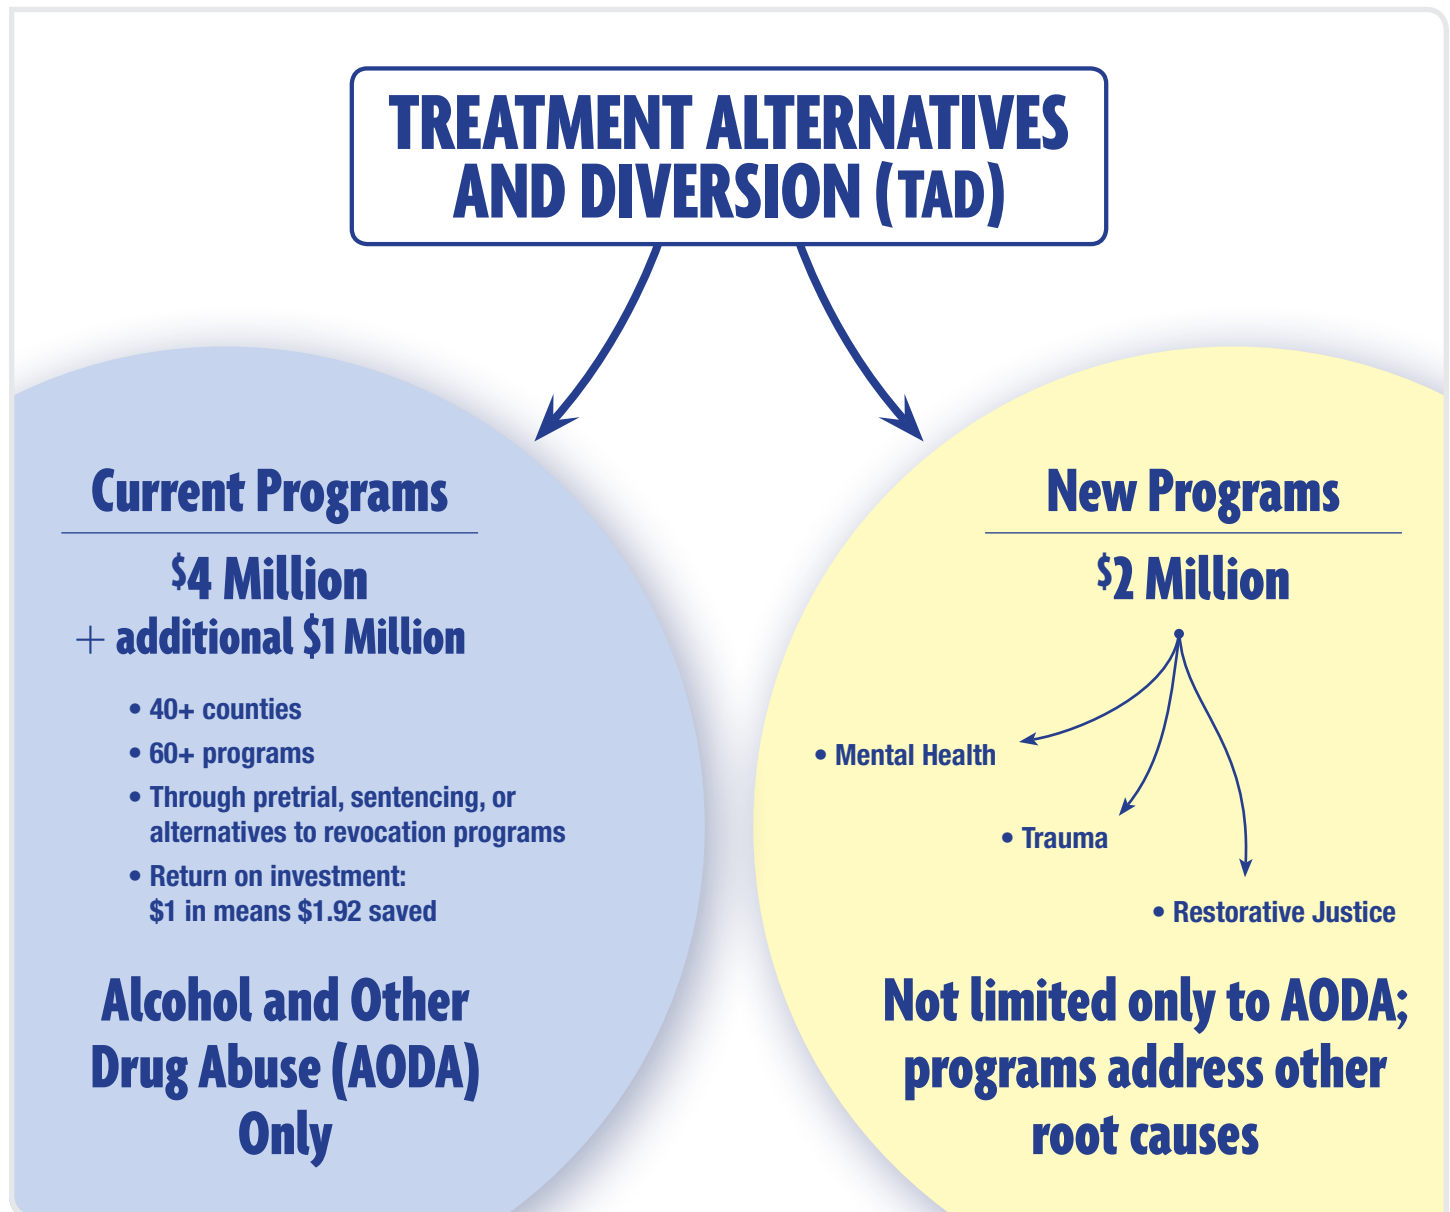 TREATMENT ALTERNATIVES
AND DIVERSION (TAD)
Current Programs
$4 Million
+ additional $1 Million
• 40+ counties
• 60+ programs
• Through pretrial, sentencing, or
alternatives to revocation programs
• Return on investment:
$1 in means $1.92 saved
Alcohol and Other
Drug Abuse (AODA)
Only
New Programs
$2 Million
• Mental Health
• Trauma
• Restorative Justice
Not limited only to AODA;
programs address other
root causes